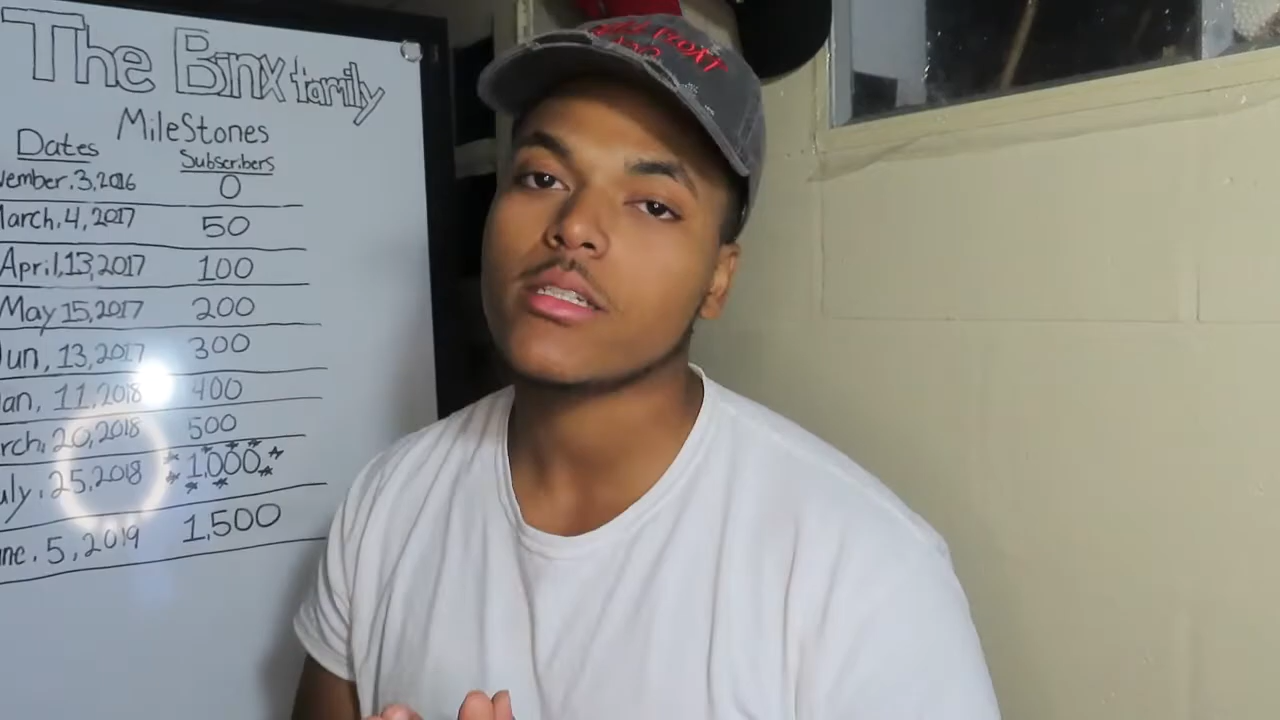 The Binx family
MileStones
Dates Subscribers
vember.3,2016 0
March,4,2017 50
April,13,2017 100
May 15,2017 200
Jun, 13,2017 300
an, 11,2018 400
rch, 20,2018 500
uly. 25,2018 1,000
ne. 5,2019 1,500